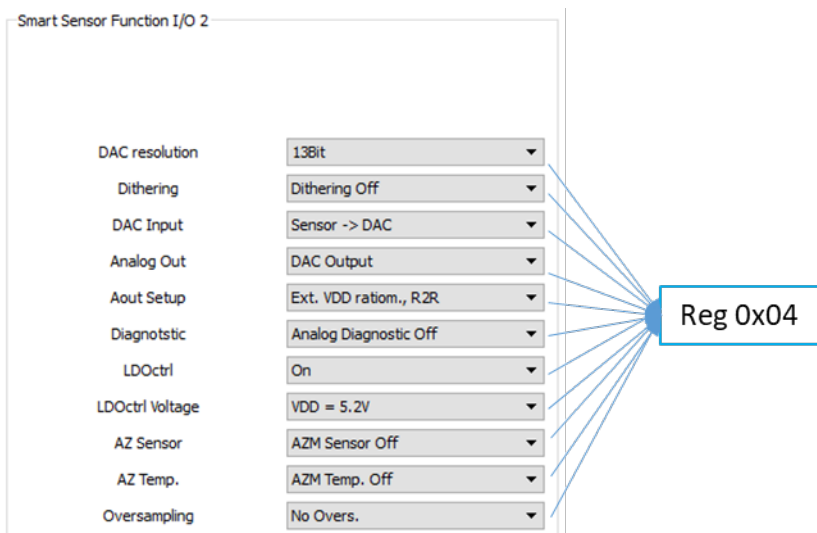 Smart Sensor Function I/O 2
DAC resolution 13Bit
Dithering Dithering Off
DAC Input Sensor -> DAC
Analog Out DAC Output
Aout Setup Ext. VDD ratiom., R2R
Diagnotstic Analog Diagnostic Off
LDOctrl On
LDOctrl Voltage VDD = 5.2V
AZ Sensor AZM Sensor Off
AZ Temp. AZM Temp. Off
Oversampling No Overs.
Reg 0x04